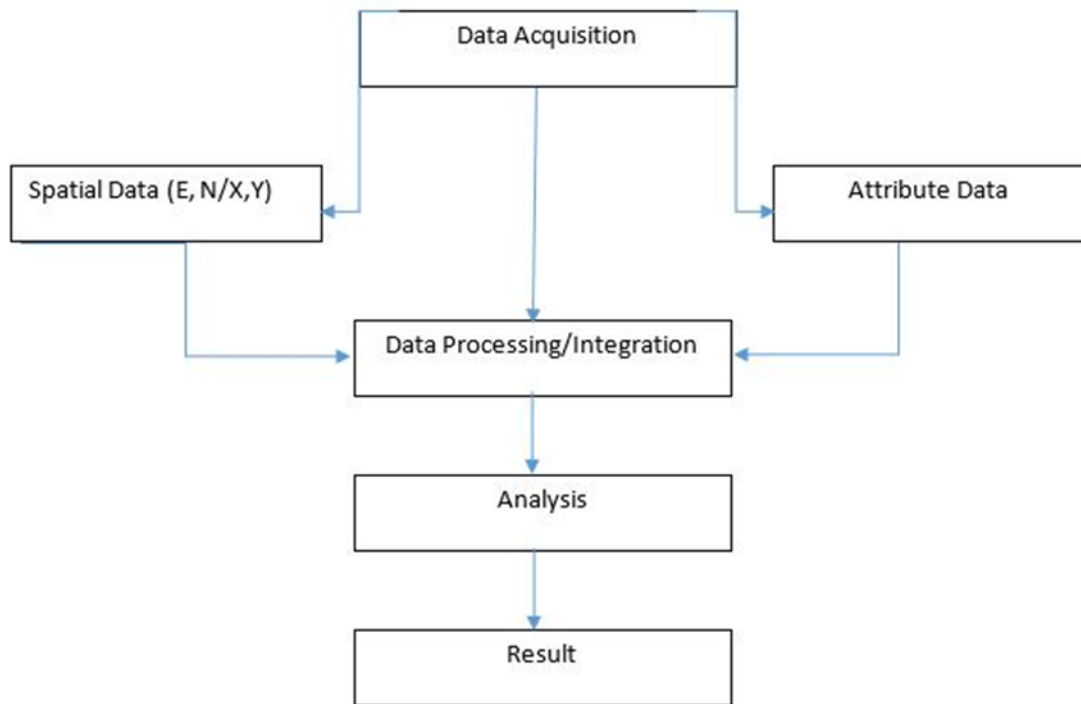 Data Acquisition
Spatial Data (E, N/X,Y)
Attribute Data
Data Processing/Integration
Analysis
Result